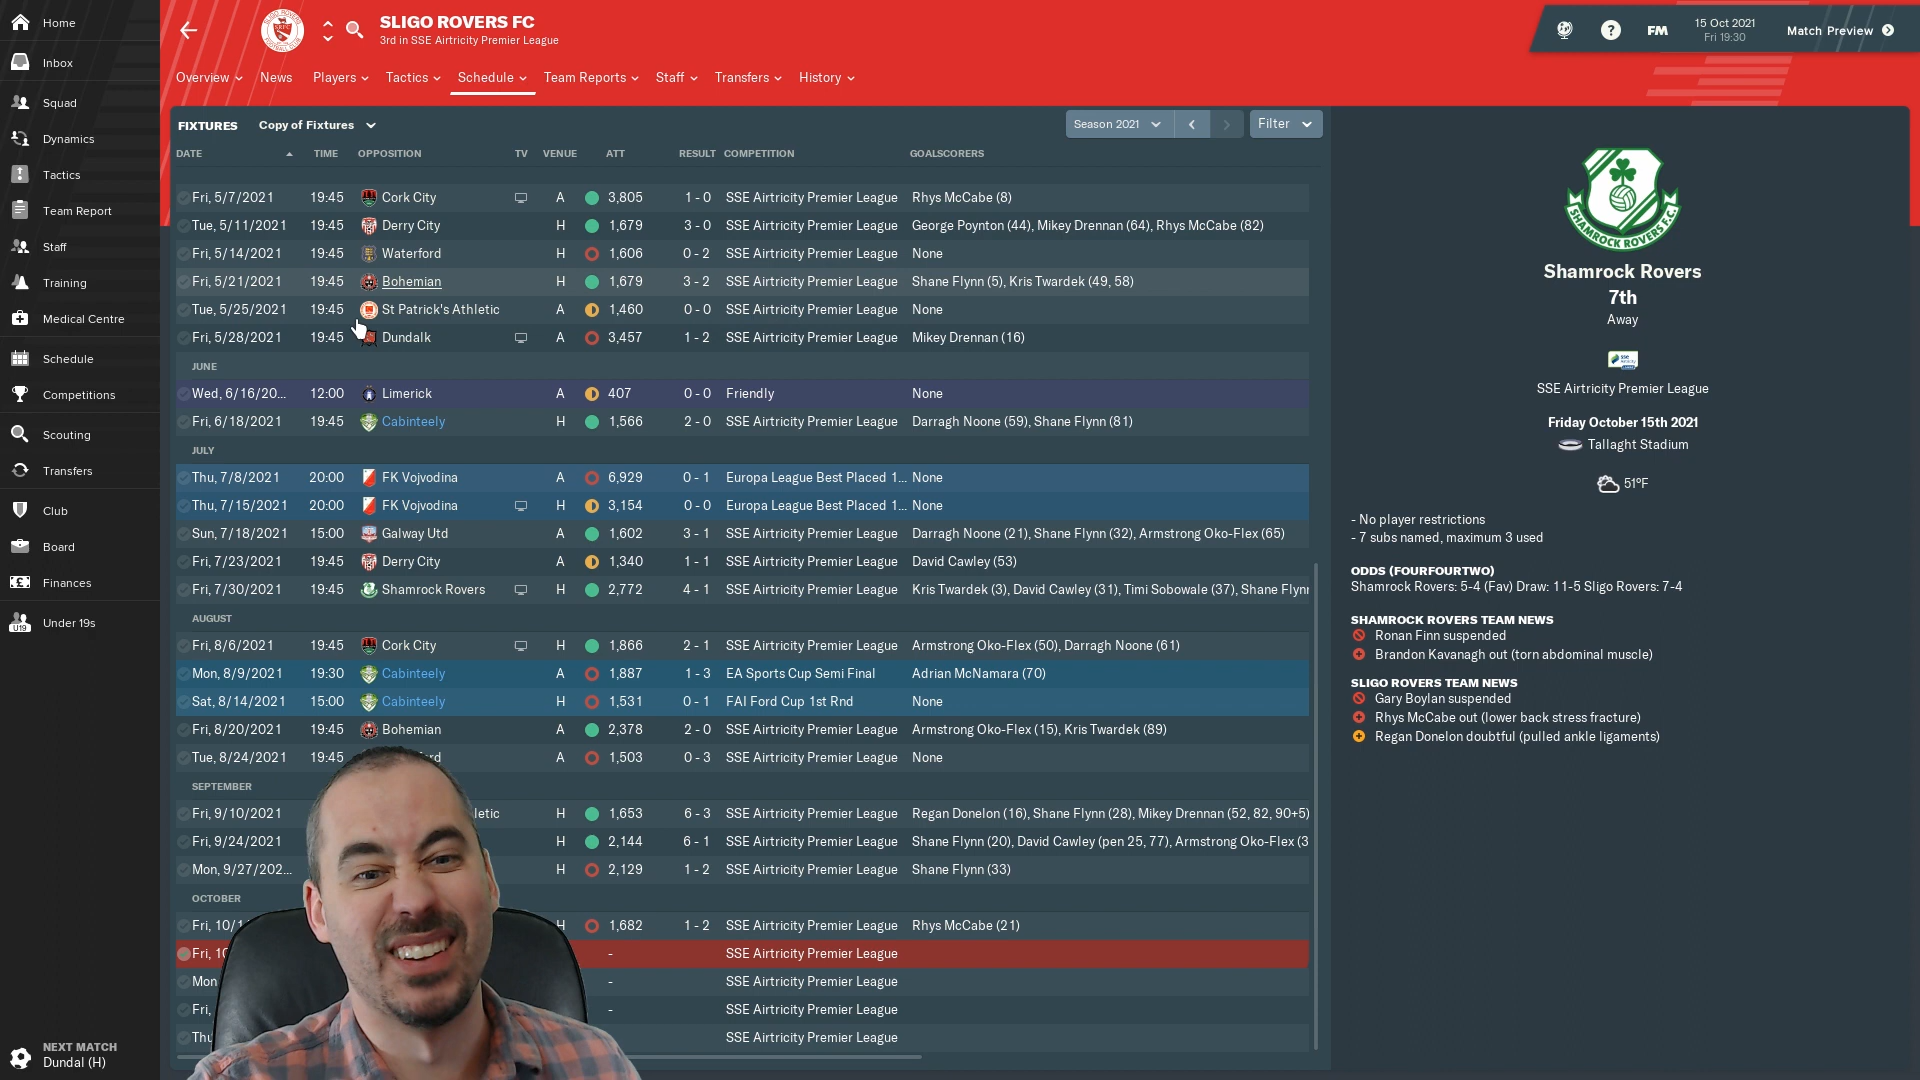 Home
Inbox
Squad
Dynamics
Tactics
Team Report
Staff
Training
Medical Centre
Schedule
Competitions
Scouting
Transfers
Club
Board
Finances
U19 Under 19s
NEXT MATCH
Dundal (H)
SLIGO ROVERS FC
3rd in SSE Airtricity Premier League
? FM 15 Oct 2021 Match Preview
Fri 19:30
Overview News Players Tactics Schedule Team Reports Staff Transfers History
FIXTURES Copy of Fixtures Season 2021 Filter
DATE TIME OPPOSITION TV VENUE ATT RESULT COMPETITION GOALSCORERS
Fri, 5/7/2021 19:45 Cork City A 3,805 1 - 0 SSE Airtricity Premier League Rhys McCabe (8)
Tue, 5/11/2021 19:45 Derry City H 1,679 3 - 0 SSE Airtricity Premier League George Poynton (44), Mikey Drennan (64), Rhys McCabe (82)
Fri, 5/14/2021 19:45 Waterford H 1,606 0 - 2 SSE Airtricity Premier League None
Fri, 5/21/2021 19:45 Bohemian H 1,679 3 - 2 SSE Airtricity Premier League Shane Flynn (5), Kris Twardek (49, 58)
Tue, 5/25/2021 19:45 St Patrick's Athletic A 1,460 0 - 0 SSE Airtricity Premier League None
Fri, 5/28/2021 19:45 Dundalk A 3,457 1 - 2 SSE Airtricity Premier League Mikey Drennan (16)
JUNE
Wed, 6/16/20... 12:00 Limerick A 407 0 - 0 Friendly None
Fri, 6/18/2021 19:45 Cabinteely H 1,566 2 - 0 SSE Airtricity Premier League Darragh Noone (59), Shane Flynn (81)
JULY
Thu, 7/8/2021 20:00 FK Vojvodina A 6,929 0 - 1 Europa League Best Placed 1... None
Thu, 7/15/2021 20:00 FK Vojvodina H 3,154 0 - 0 Europa League Best Placed 1... None
Sun, 7/18/2021 15:00 Galway Utd A 1,602 3 - 1 SSE Airtricity Premier League Darragh Noone (21), Shane Flynn (32), Armstrong Oko-Flex (65)
Fri, 7/23/2021 19:45 Derry City A 1,340 1 - 1 SSE Airtricity Premier League David Cawley (53)
Fri, 7/30/2021 19:45 Shamrock Rovers H 2,772 4 - 1 SSE Airtricity Premier League Kris Twardek (3), David Cawley (31), Timi Sobowale (37), Shane Flynn
AUGUST
Fri, 8/6/2021 19:45 Cork City H 1,866 2 - 1 SSE Airtricity Premier League Armstrong Oko-Flex (50), Darragh Noone (61)
Mon, 8/9/2021 19:30 Cabinteely A 1,887 1 - 3 EA Sports Cup Semi Final Adrian McNamara (70)
Sat, 8/14/2021 15:00 Cabinteely H 1,531 0 - 1 FAI Ford Cup 1st Rnd None
Fri, 8/20/2021 19:45 Bohemian A 2,378 2 - 0 SSE Airtricity Premier League Armstrong Oko-Flex (15), Kris Twardek (89)
Tue, 8/24/2021 19:45 rd A 1,503 0 - 3 SSE Airtricity Premier League None
SEPTEMBER
Fri, 9/10/2021 letic H 1,653 6 - 3 SSE Airtricity Premier League Regan Donelon (16), Shane Flynn (28), Mikey Drennan (52, 82, 90+5)
Fri, 9/24/2021 H 2,144 6 - 1 SSE Airtricity Premier League Shane Flynn (20), David Cawley (pen 25, 77), Armstrong Oko-Flex (3
Mon, 9/27/202... H 2,129 1 - 2 SSE Airtricity Premier League Shane Flynn (33)
OCTOBER
Fri, 10/1 H 1,682 1 - 2 SSE Airtricity Premier League Rhys McCabe (21)
Fri, 10 - SSE Airtricity Premier League
Mon - SSE Airtricity Premier League
Fri, - SSE Airtricity Premier League
Thu SSE Airtricity Premier League
SHAMROCK ROVERS F.C.
Shamrock Rovers
7th
Away
SSE Airtricity Premier League
Friday October 15th 2021
Tallaght Stadium
51°F
- No player restrictions
- 7 subs named, maximum 3 used
ODDS (FOURFOURTWO)
Shamrock Rovers: 5-4 (Fav) Draw: 11-5 Sligo Rovers: 7-4
SHAMROCK ROVERS TEAM NEWS
Ronan Finn suspended
Brandon Kavanagh out (torn abdominal muscle)
SLIGO ROVERS TEAM NEWS
Gary Boylan suspended
Rhys McCabe out (lower back stress fracture)
Regan Donelon doubtful (pulled ankle ligaments)